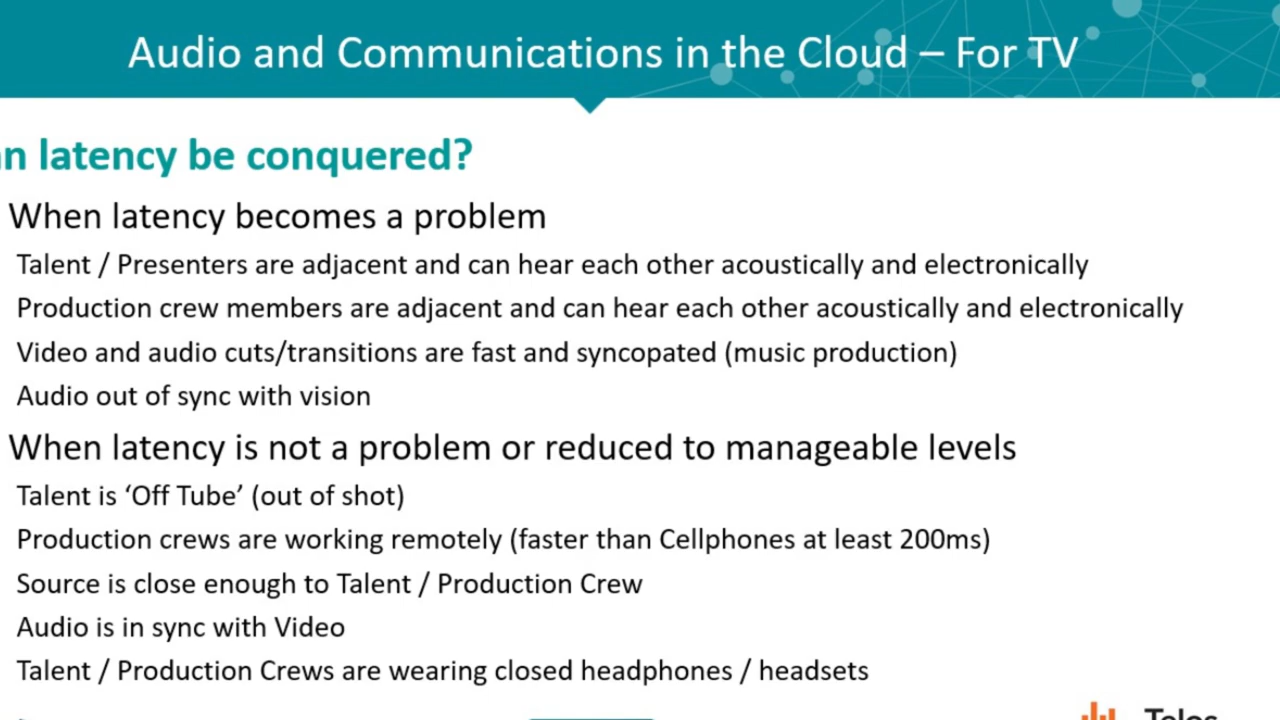 Audio and Communications in the Cloud – For TV
n latency be conquered?
When latency becomes a problem
Talent / Presenters are adjacent and can hear each other acoustically and electronically
Production crew members are adjacent and can hear each other acoustically and electronically
Video and audio cuts/transitions are fast and syncopated (music production)
Audio out of sync with vision
When latency is not a problem or reduced to manageable levels
Talent is ‘Off Tube’ (out of shot)
Production crews are working remotely (faster than Cellphones at least 200ms)
Source is close enough to Talent / Production Crew
Audio is in sync with Video
Talent / Production Crews are wearing closed headphones / headsets
Telos